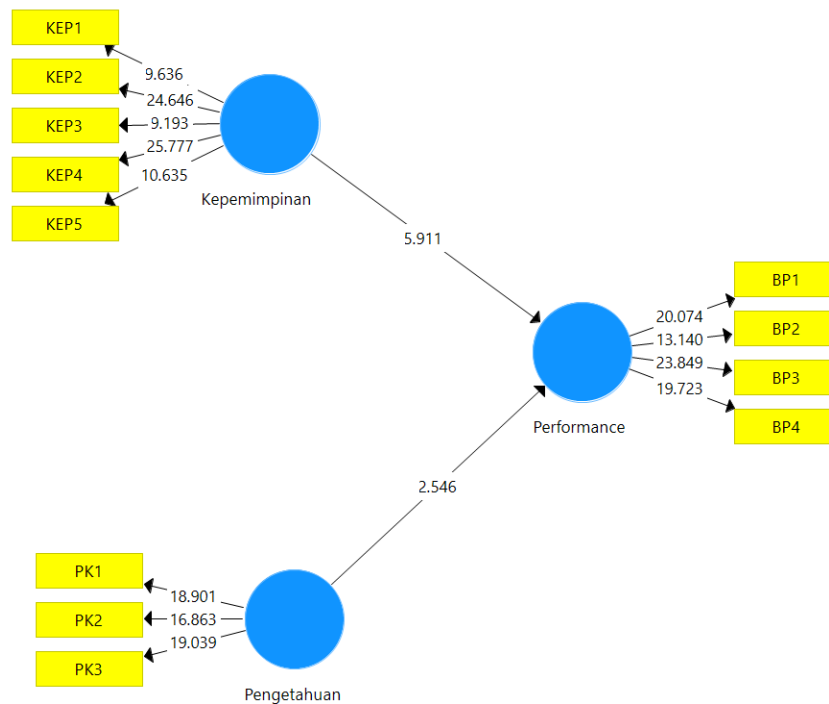 KEP1
KEP2
KEP3
KEP4
KEP5
9.636
24.646
9.193
25.777
10.635
Kepemimpinan
5.911
BP1
BP2
BP3
BP4
20.074
13.140
23.849
19.723
Performance
2.546
PK1
PK2
PK3
18.901
16.863
19.039
Pengetahuan